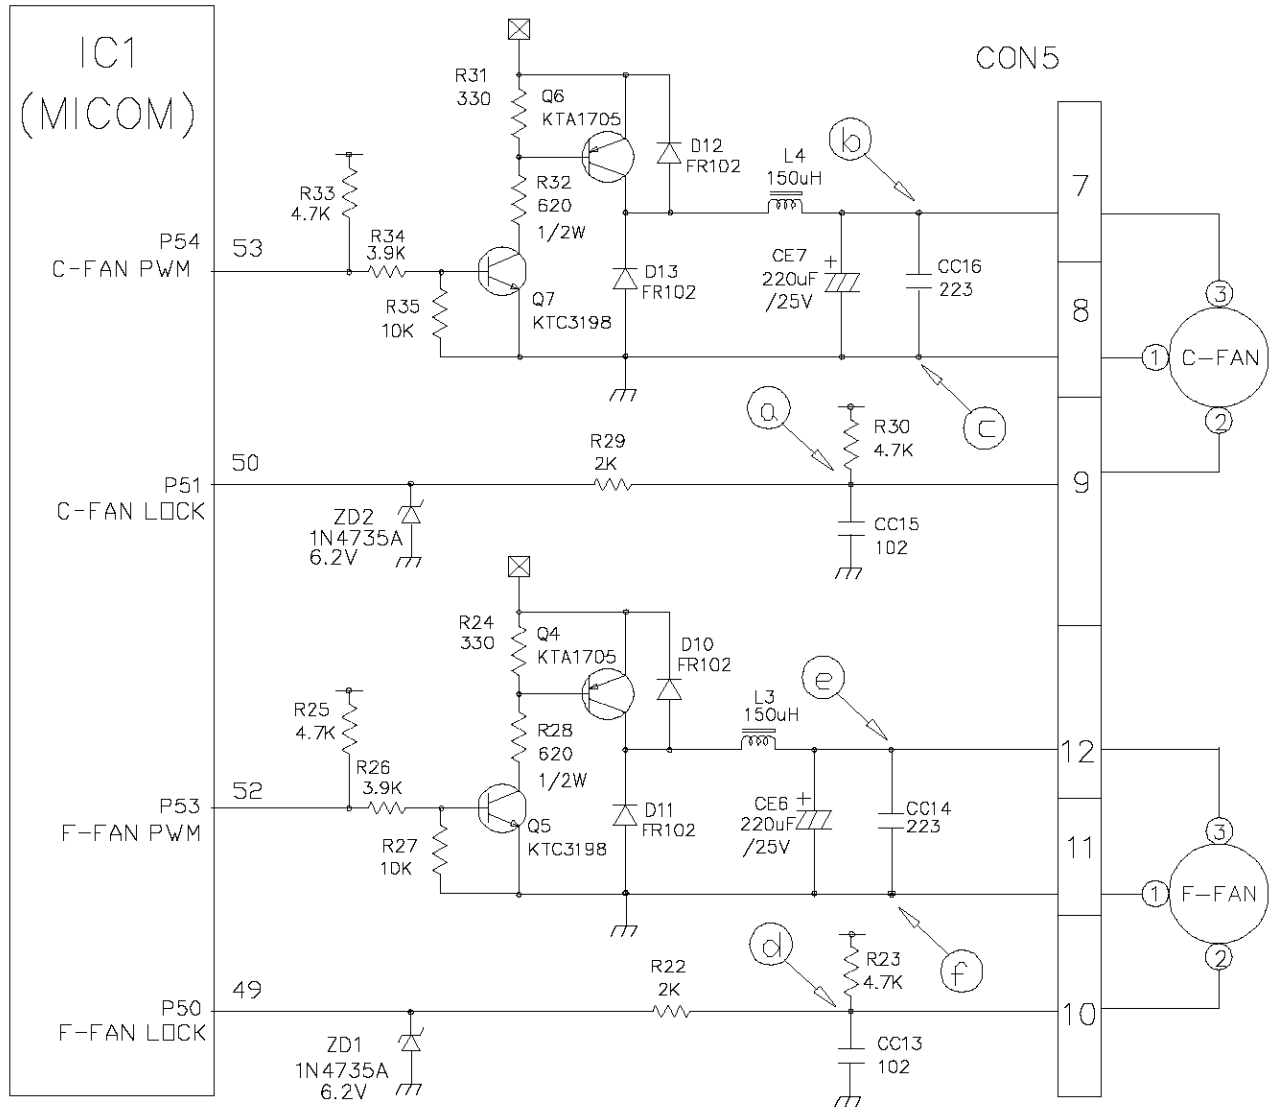 IC1
(MICOM)
CON5
R31
330
Q6
KTA1705
D12
FR102
b
L4
150uH
7
R33
4.7K
R32
620
1/2W
P54
C-FAN PWM
53
R34
3.9K
R35
10K
Q7
KTC3198
D13
FR102
CE7
+
220uF
/25V
CC16
223
8
3
1
C-FAN
2
a
c
R30
4.7K
R29
2K
50
P51
C-FAN LOCK
9
ZD2
1N4735A
6.2V
CC15
102
R24
330
Q4
KTA1705
D10
FR102
e
L3
150uH
R25
4.7K
R28
620
1/2W
12
P53
F-FAN PWM
52
R26
3.9K
R27
10K
Q5
KTC3198
D11
FR102
CE6
+
220uF
/25V
CC14
223
11
3
1
F-FAN
2
d
f
R23
4.7K
R22
2K
49
P50
F-FAN LOCK
10
ZD1
1N4735A
6.2V
CC13
102